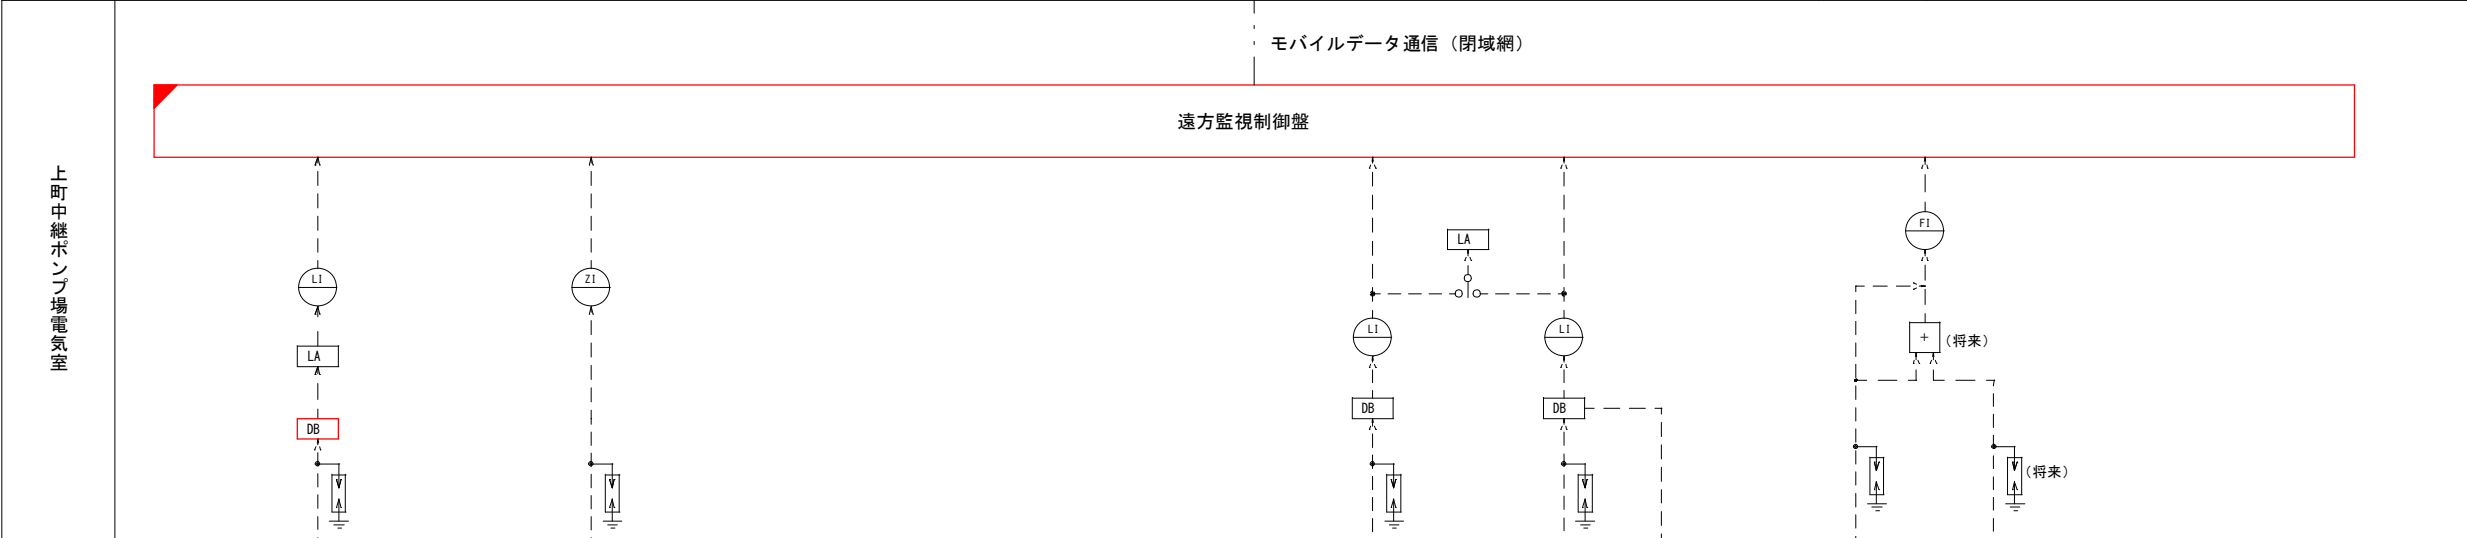 モバイルデータ通信（閉域網）
遠方監視制御盤
上町中継ポンプ場電気室
FI
LA
LI
ZI
LI
LI
+
(将来)
LA
DB
DB
DB
(将来)